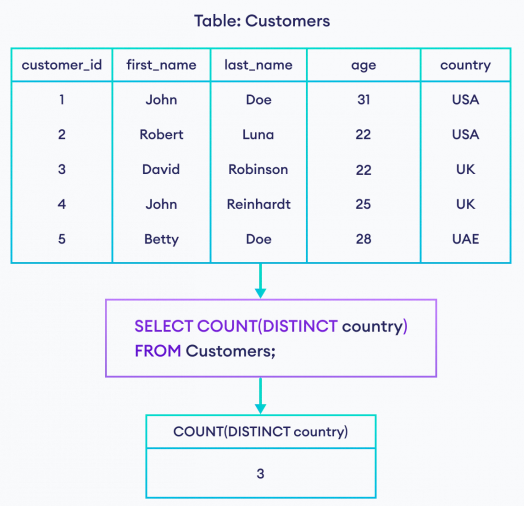 Table: Customers
customer_id first_name last_name age country
1 John Doe 31 USA
2 Robert Luna 22 USA
3 David Robinson 22 UK
4 John Reinhardt 25 UK
5 Betty Doe 28 UAE
SELECT COUNT(DISTINCT country)
FROM Customers;
COUNT(DISTINCT country)
3